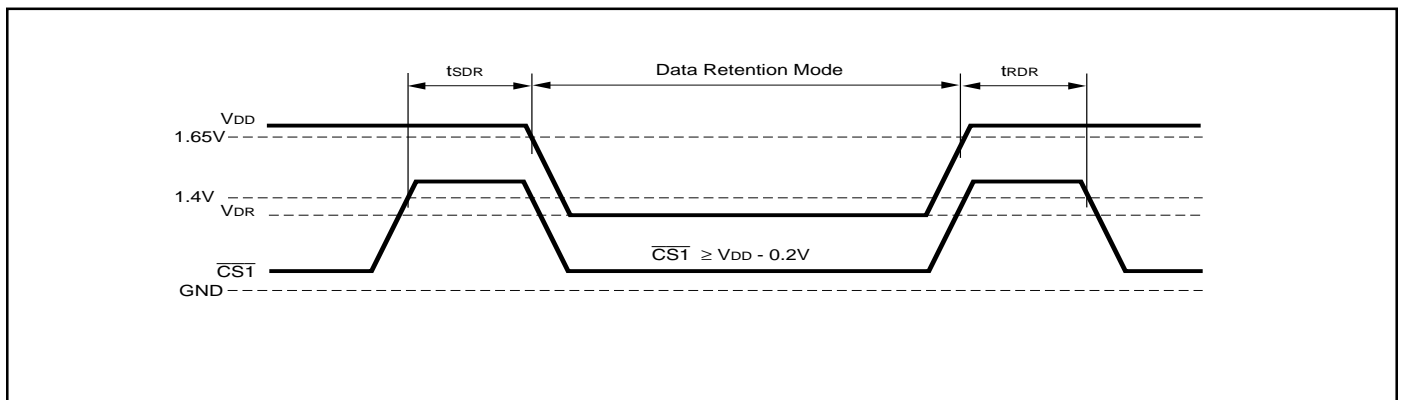 tSDR Data Retention Mode tRDR
VDD
1.65V
1.4V
VDR
CS1 ≥ VDD - 0.2V
CS1
GND